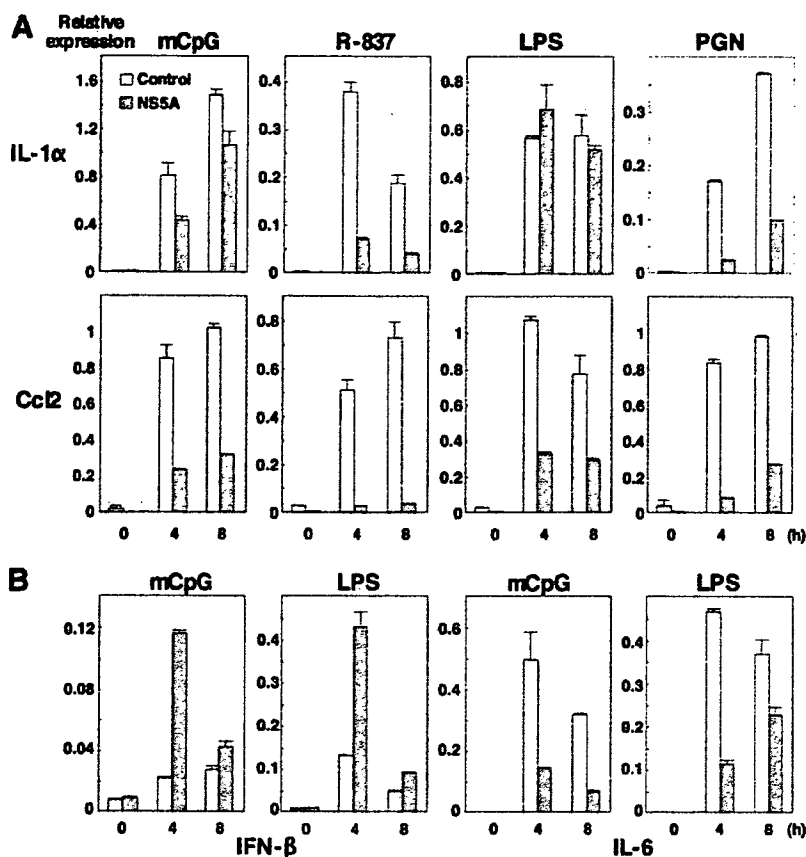 A Relative expression mCpG R-837 LPS PGN
Control
NS5A
IL-1α
1.6 1.2 0.8 0.4 0
0.4 0.3 0.2 0.1 0
0.8 0.6 0.4 0.2 0
0.3 0.2 0.1 0
Ccl2
1 0.8 0.6 0.4 0.2 0
0.8 0.6 0.4 0.2 0
1 0.8 0.6 0.4 0.2 0
1 0.8 0.6 0.4 0.2 0
0 4 8 0 4 8 0 4 8 0 4 8 (h)
B mCpG LPS mCpG LPS
0.12 0.08 0.04 0
0.4 0.3 0.2 0.1 0
0.6 0.4 0.2 0
0.4 0.3 0.2 0.1 0
0 4 8 0 4 8 0 4 8 0 4 8 (h)
IFN-β IL-6